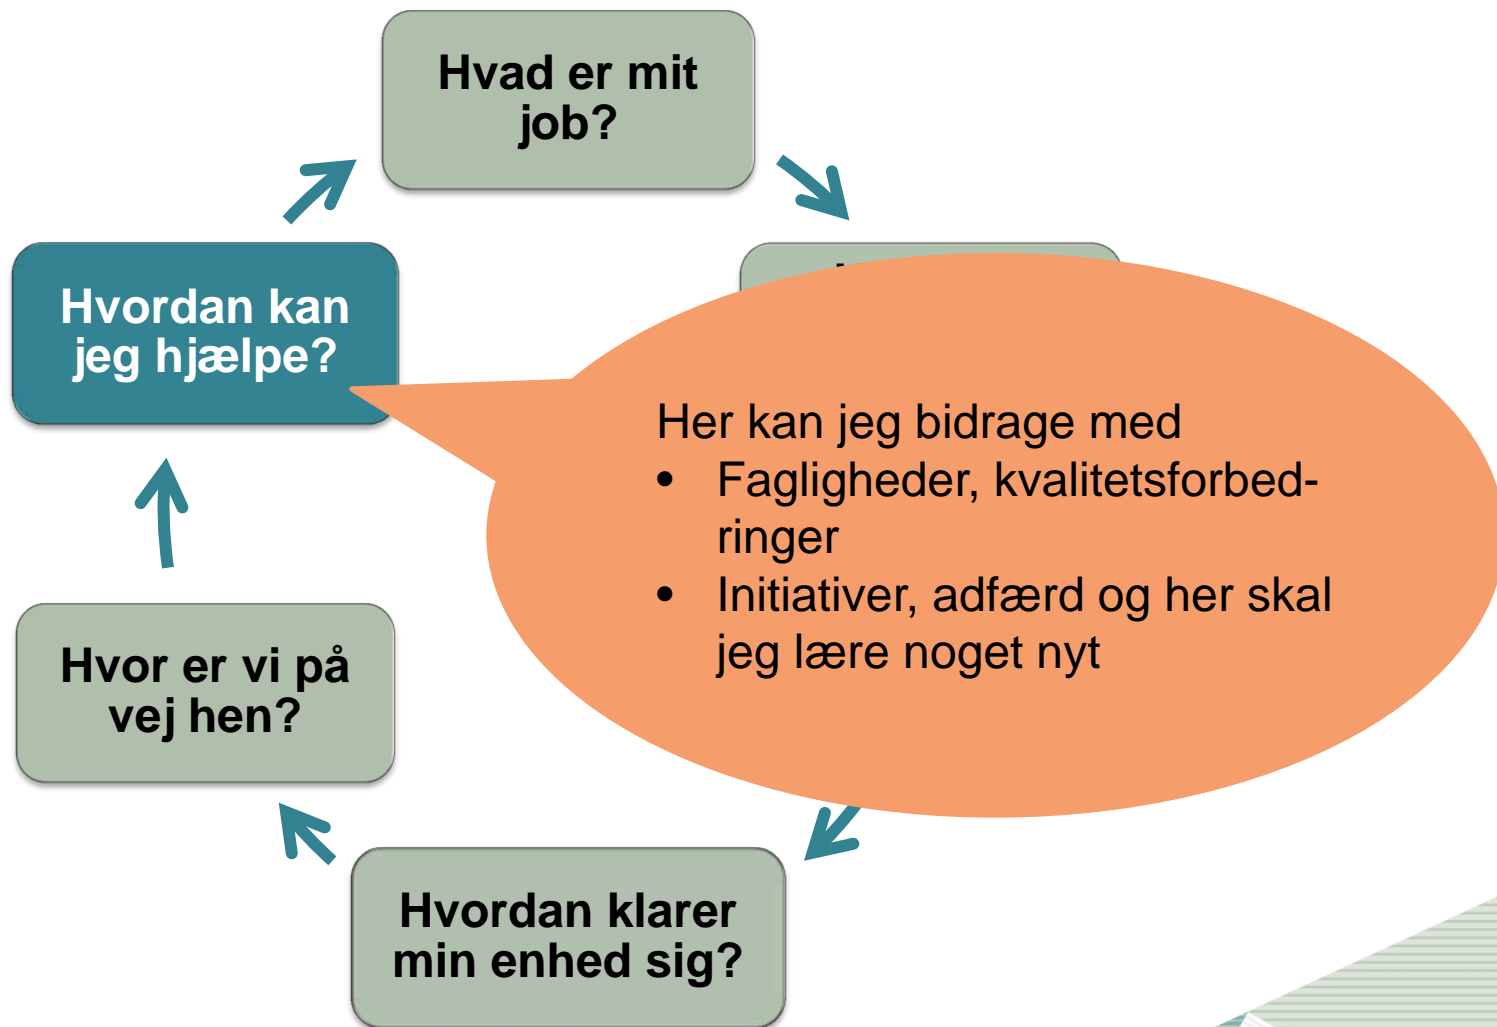 Hvad er mit
job?
Hvordan kan
jeg hjælpe?
Her kan jeg bidrage med
• Fagligheder, kvalitetsforbed-
ringer
• Initiativer, adfærd og her skal
jeg lære noget nyt
Hvor er vi på
vej hen?
Hvordan klarer
min enhed sig?